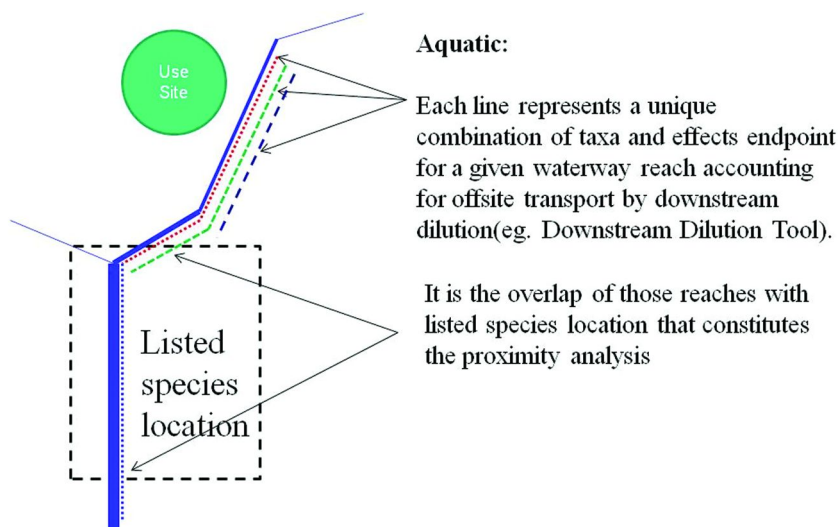 Use
Site
Aquatic:
Each line represents a unique
combination of taxa and effects endpoint
for a given waterway reach accounting
for offsite transport by downstream
dilution(eg. Downstream Dilution Tool).
It is the overlap of those reaches with
listed species location that constitutes
the proximity analysis
Listed
species
location